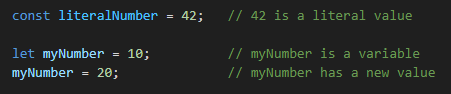 const literalNumber = 42;   // 42 is a literal value
let myNumber = 10;          // myNumber is a variable
myNumber = 20;              // myNumber has a new value